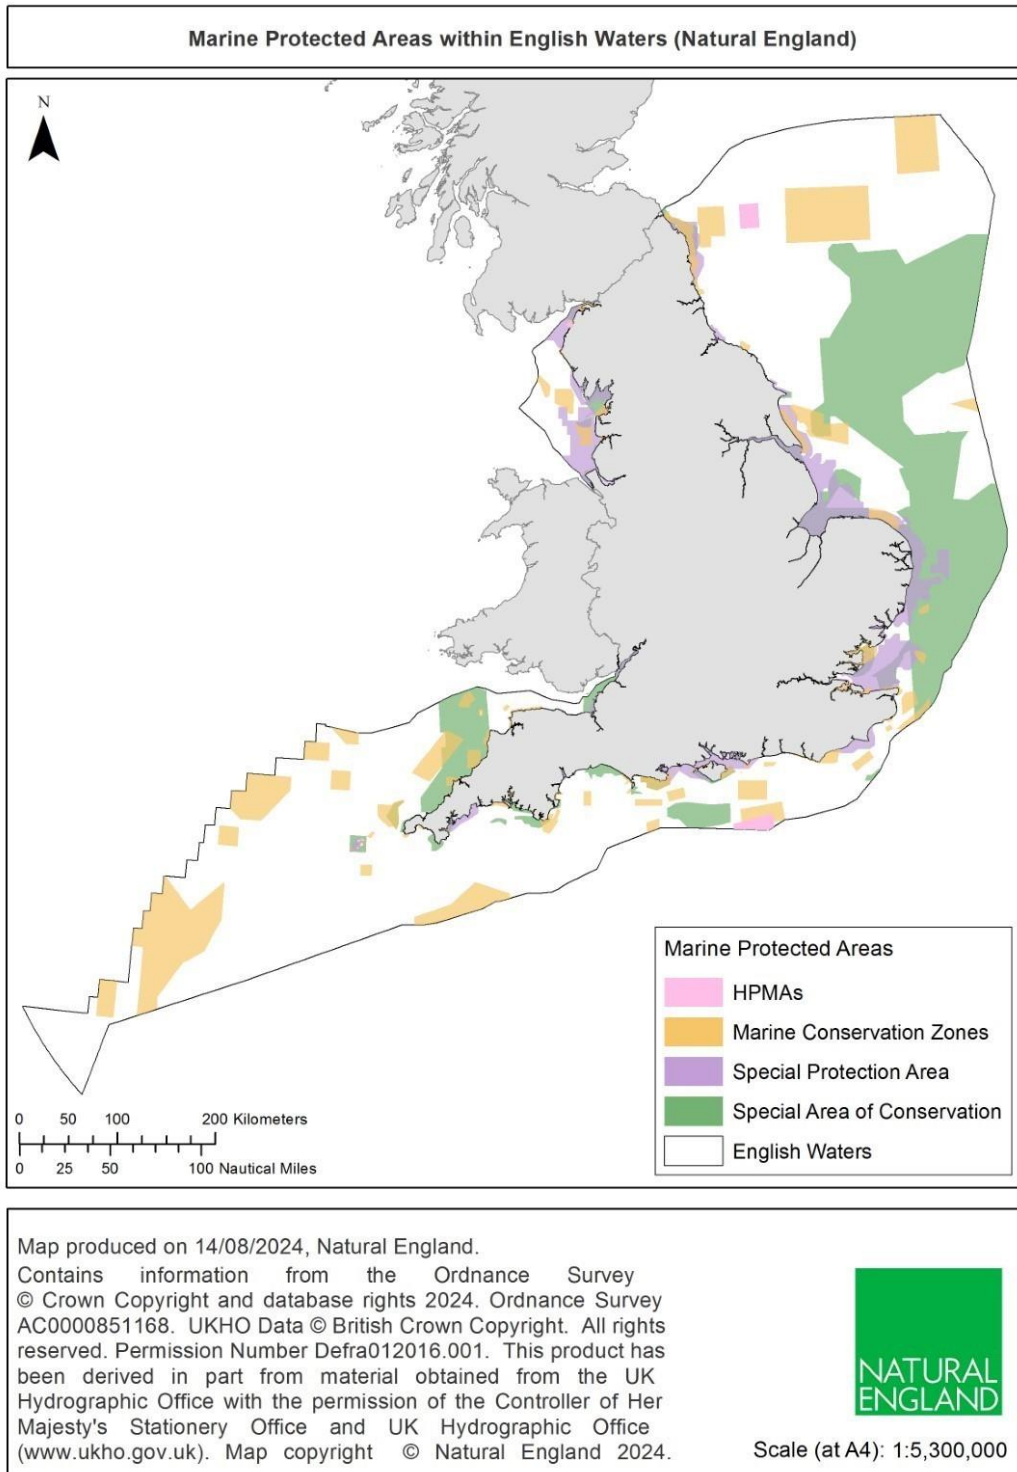 Marine Protected Areas within English Waters (Natural England)
N
Marine Protected Areas
HPMAs
Marine Conservation Zones
Special Protection Area
Special Area of Conservation
English Waters
0 50 100 200 Kilometers
0 25 50 100 Nautical Miles
Map produced on 14/08/2024, Natural England.
Contains information from the Ordnance Survey
© Crown Copyright and database rights 2024. Ordnance Survey
AC0000851168. UKHO Data © British Crown Copyright. All rights
reserved. Permission Number Defra012016.001. This product has
been derived in part from material obtained from the UK
Hydrographic Office with the permission of the Controller of Her
Majesty's Stationery Office and UK Hydrographic Office
(www.ukho.gov.uk). Map copyright © Natural England 2024.
NATURAL
ENGLAND
Scale (at A4): 1:5,300,000